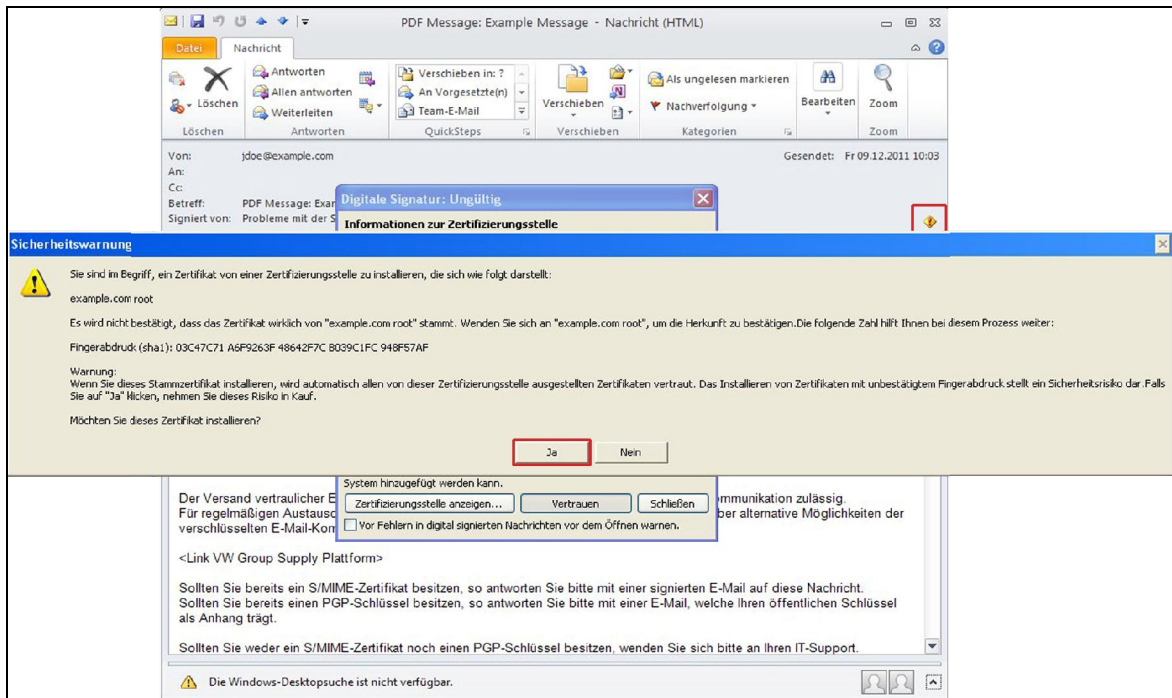 PDF Message: Example Message - Nachricht (HTML)
Datei Nachricht
Löschen
Antworten
Allen antworten
Weiterleiten
Verschieben in: ?
An Vorgesetzte(n)
Team-E-Mail
Verschieben
Als ungelesen markieren
Nachverfolgung
Bearbeiten
Zoom
Löschen Antworten QuickSteps Verschieben Kategorien Zoom
Von: jdoe@example.com Gesendet: Fr 09.12.2011 10:03
An:
Cc:
Betreff: PDF Message: Exar
Signiert von: Probleme mit der S
Digitale Signatur: Ungültig
Informationen zur Zertifizierungsstelle
Sicherheitswarnung
Sie sind im Begriff, ein Zertifikat von einer Zertifizierungsstelle zu installieren, die sich wie folgt darstellt:
example.com root
Es wird nicht bestätigt, dass das Zertifikat wirklich von "example.com root" stammt. Wenden Sie sich an "example.com root", um die Herkunft zu bestätigen.Die folgende Zahl hilft Ihnen bei diesem Prozess weiter:
Fingerabdruck (sha1): 03C47C71 A6F9263F 48642F7C B039C1FC 948F57AF
Warnung:
Wenn Sie dieses Stammzertifikat installieren, wird automatisch allen von dieser Zertifizierungsstelle ausgestellten Zertifikaten vertraut. Das Installieren von Zertifikaten mit unbestätigtem Fingerabdruck stellt ein Sicherheitsrisiko dar.Falls
Sie auf "Ja" klicken, nehmen Sie dieses Risiko in Kauf.
Möchten Sie dieses Zertifikat installieren?
Ja Nein
System hinzugefügt werden kann.
Zertifizierungsstelle anzeigen... Vertrauen Schließen
Vor Fehlern in digital signierten Nachrichten vor dem Öffnen warnen.
Der Versand vertraulicher E mmunikation zulässig.
Für regelmäßigen Austausc ber alternative Möglichkeiten der
verschlüsselten E-Mail-Kom
<Link VW Group Supply Plattform>
Sollten Sie bereits ein S/MIME-Zertifikat besitzen, so antworten Sie bitte mit einer signierten E-Mail auf diese Nachricht.
Sollten Sie bereits einen PGP-Schlüssel besitzen, so antworten Sie bitte mit einer E-Mail, welche Ihren öffentlichen Schlüssel
als Anhang trägt.
Sollten Sie weder ein S/MIME-Zertifikat noch einen PGP-Schlüssel besitzen, wenden Sie sich bitte an Ihren IT-Support.
Die Windows-Desktopsuche ist nicht verfügbar.